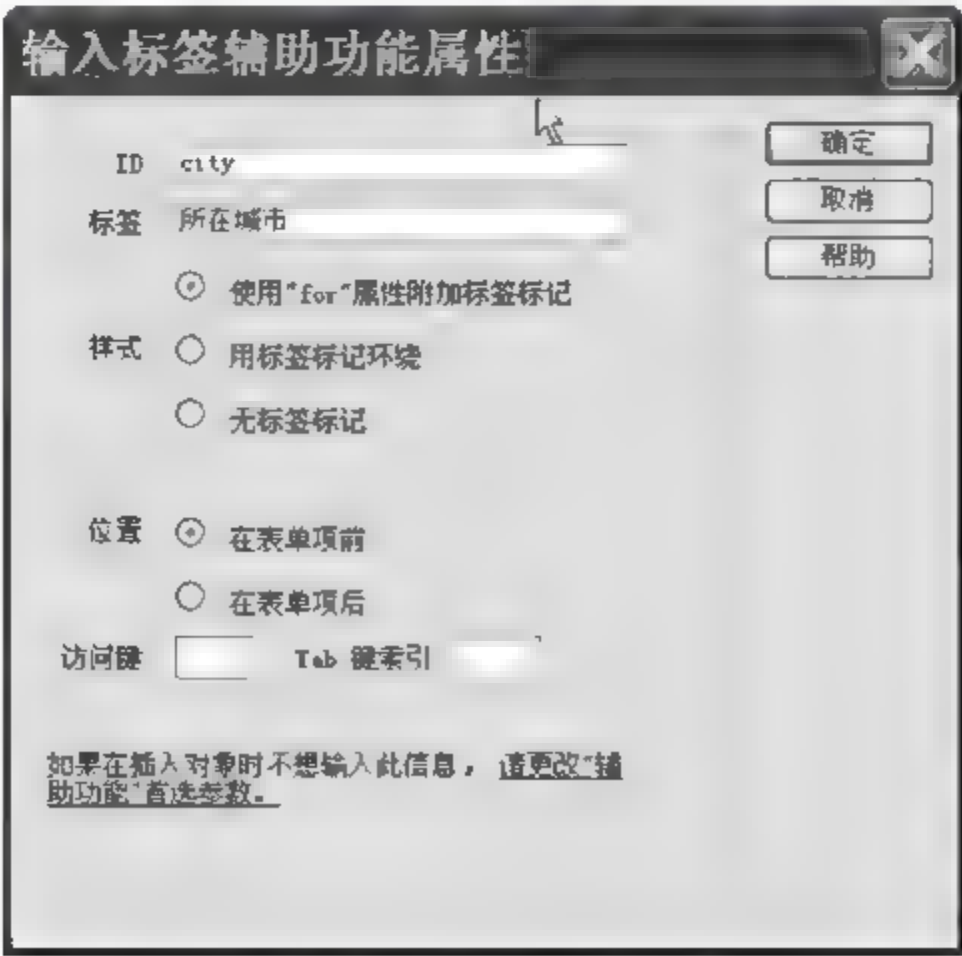 输入标签辅助功能属性
ID city
确定
标签 所在城市
取消
帮助
使用"for"属性附加标签标记
样式 用标签标记环绕
无标签标记
位置 在表单项前
在表单项后
访问键 Tab 键索引
如果在插入对象时不想输入此信息，请更改"辅
助功能"首选参数。